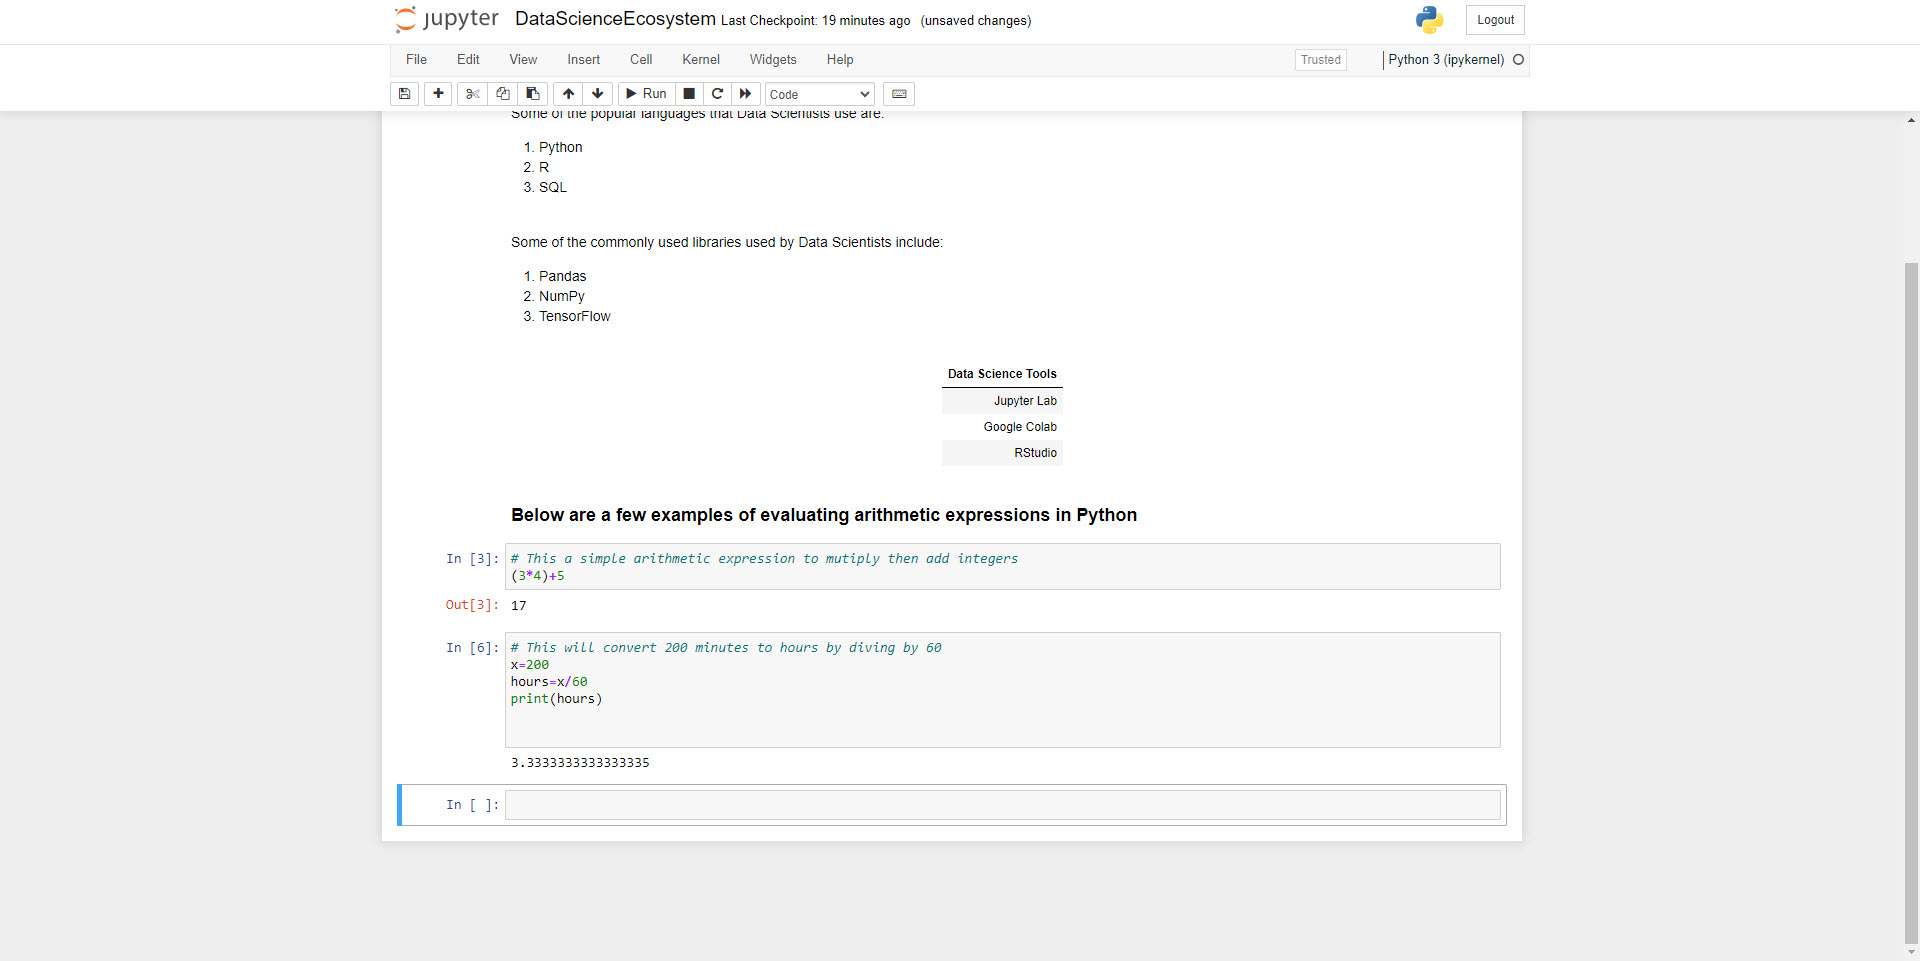 jupyter DataScienceEcosystem Last Checkpoint: 19 minutes ago (unsaved changes) Logout
File Edit View Insert Cell Kernel Widgets Help Trusted Python 3 (ipykernel)
Run Code
Some of the popular languages that Data Scientists use are:
1. Python
2. R
3. SQL
Some of the commonly used libraries used by Data Scientists include:
1. Pandas
2. NumPy
3. TensorFlow
Data Science Tools
Jupyter Lab
Google Colab
RStudio
Below are a few examples of evaluating arithmetic expressions in Python
In [3]: # This a simple arithmetic expression to mutiply then add integers
(3*4)+5
Out[3]: 17
In [6]: # This will convert 200 minutes to hours by diving by 60
x=200
hours=x/60
print(hours)
3.3333333333333335
In [ ]: